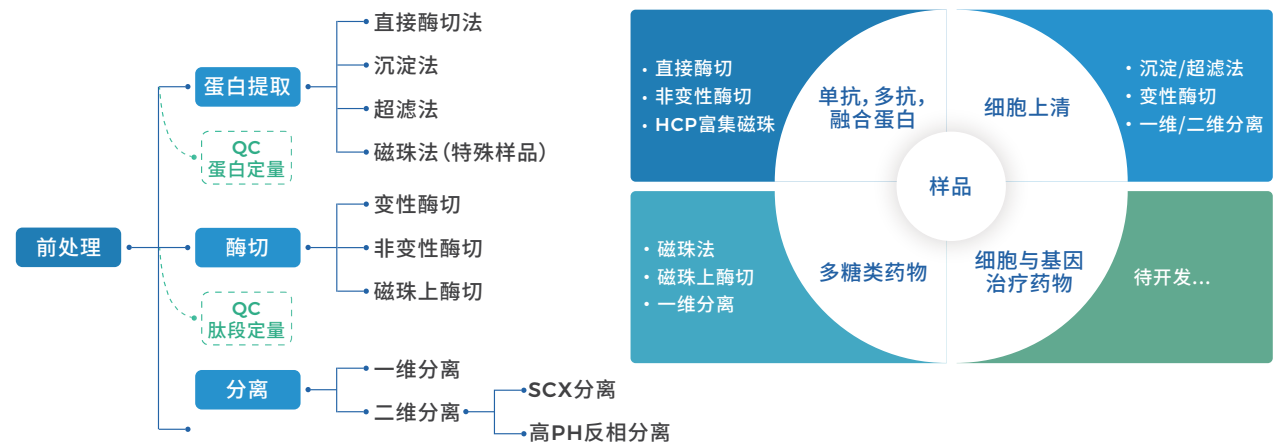 前处理
蛋白提取
直接酶切法
沉淀法
超滤法
磁珠法（特殊样品）
QC
蛋白定量
酶切
变性酶切
非变性酶切
磁珠上酶切
QC
肽段定量
分离
一维分离
二维分离
SCX分离
高PH反相分离
· 直接酶切
· 非变性酶切
· HCP富集磁珠
单抗，多抗，
融合蛋白
细胞上清
· 沉淀/超滤法
· 变性酶切
· 一维/二维分离
样品
· 磁珠法
· 磁珠上酶切
· 一维分离
多糖类药物
细胞与基因
治疗药物
待开发...